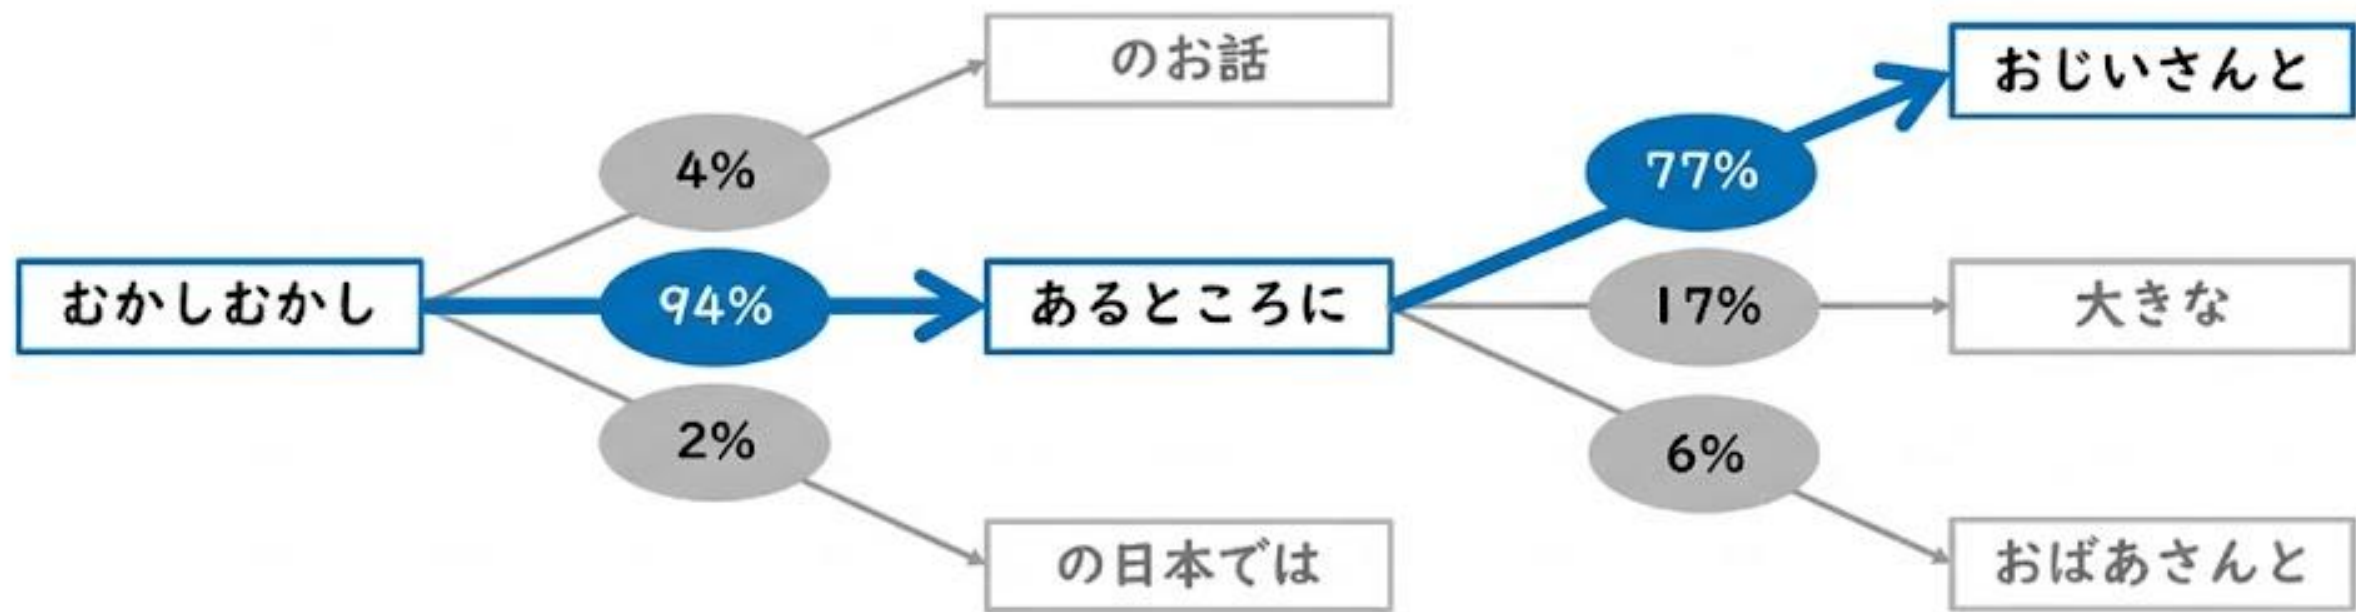 むかしむかし
4%
94%
2%
のお話
あるところに
の日本では
77%
17%
6%
おじいさんと
大きな
おばあさんと